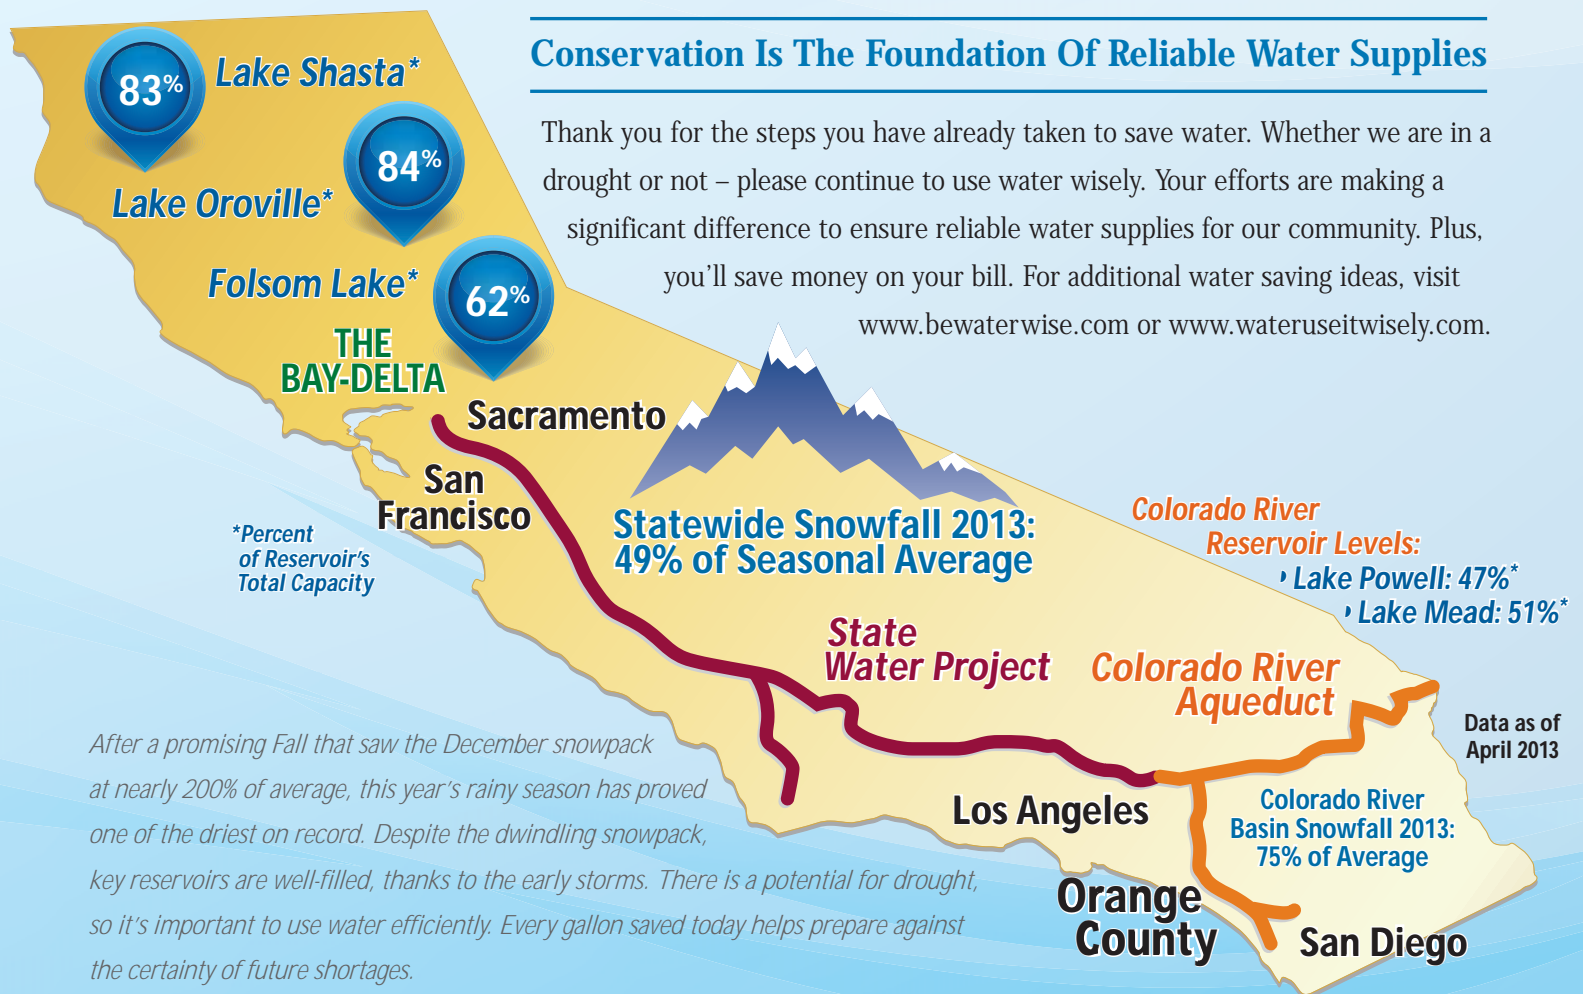 Conservation Is The Foundation Of Reliable Water Supplies
Thank you for the steps you have already taken to save water. Whether we are in a
drought or not – please continue to use water wisely. Your efforts are making a
significant difference to ensure reliable water supplies for our community. Plus,
you'll save money on your bill. For additional water saving ideas, visit
www.bewaterwise.com or www.wateruseitwisely.com.
83%
Lake Shasta*
84%
Lake Oroville*
Folsom Lake*
62%
THE
BAY-DELTA
Sacramento
San
Francisco
*Percent
of Reservoir's
Total Capacity
Statewide Snowfall 2013:
49% of Seasonal Average
Colorado River
Reservoir Levels:
Lake Powell: 47%*
Lake Mead: 51%*
State
Water Project
Colorado River
Aqueduct
Data as of
April 2013
Los Angeles
Colorado River
Basin Snowfall 2013:
75% of Average
Orange
County
San Diego
After a promising Fall that saw the December snowpack
at nearly 200% of average, this year's rainy season has proved
one of the driest on record. Despite the dwindling snowpack,
key reservoirs are well-filled, thanks to the early storms. There is a potential for drought,
so it's important to use water efficiently. Every gallon saved today helps prepare against
the certainty of future shortages.